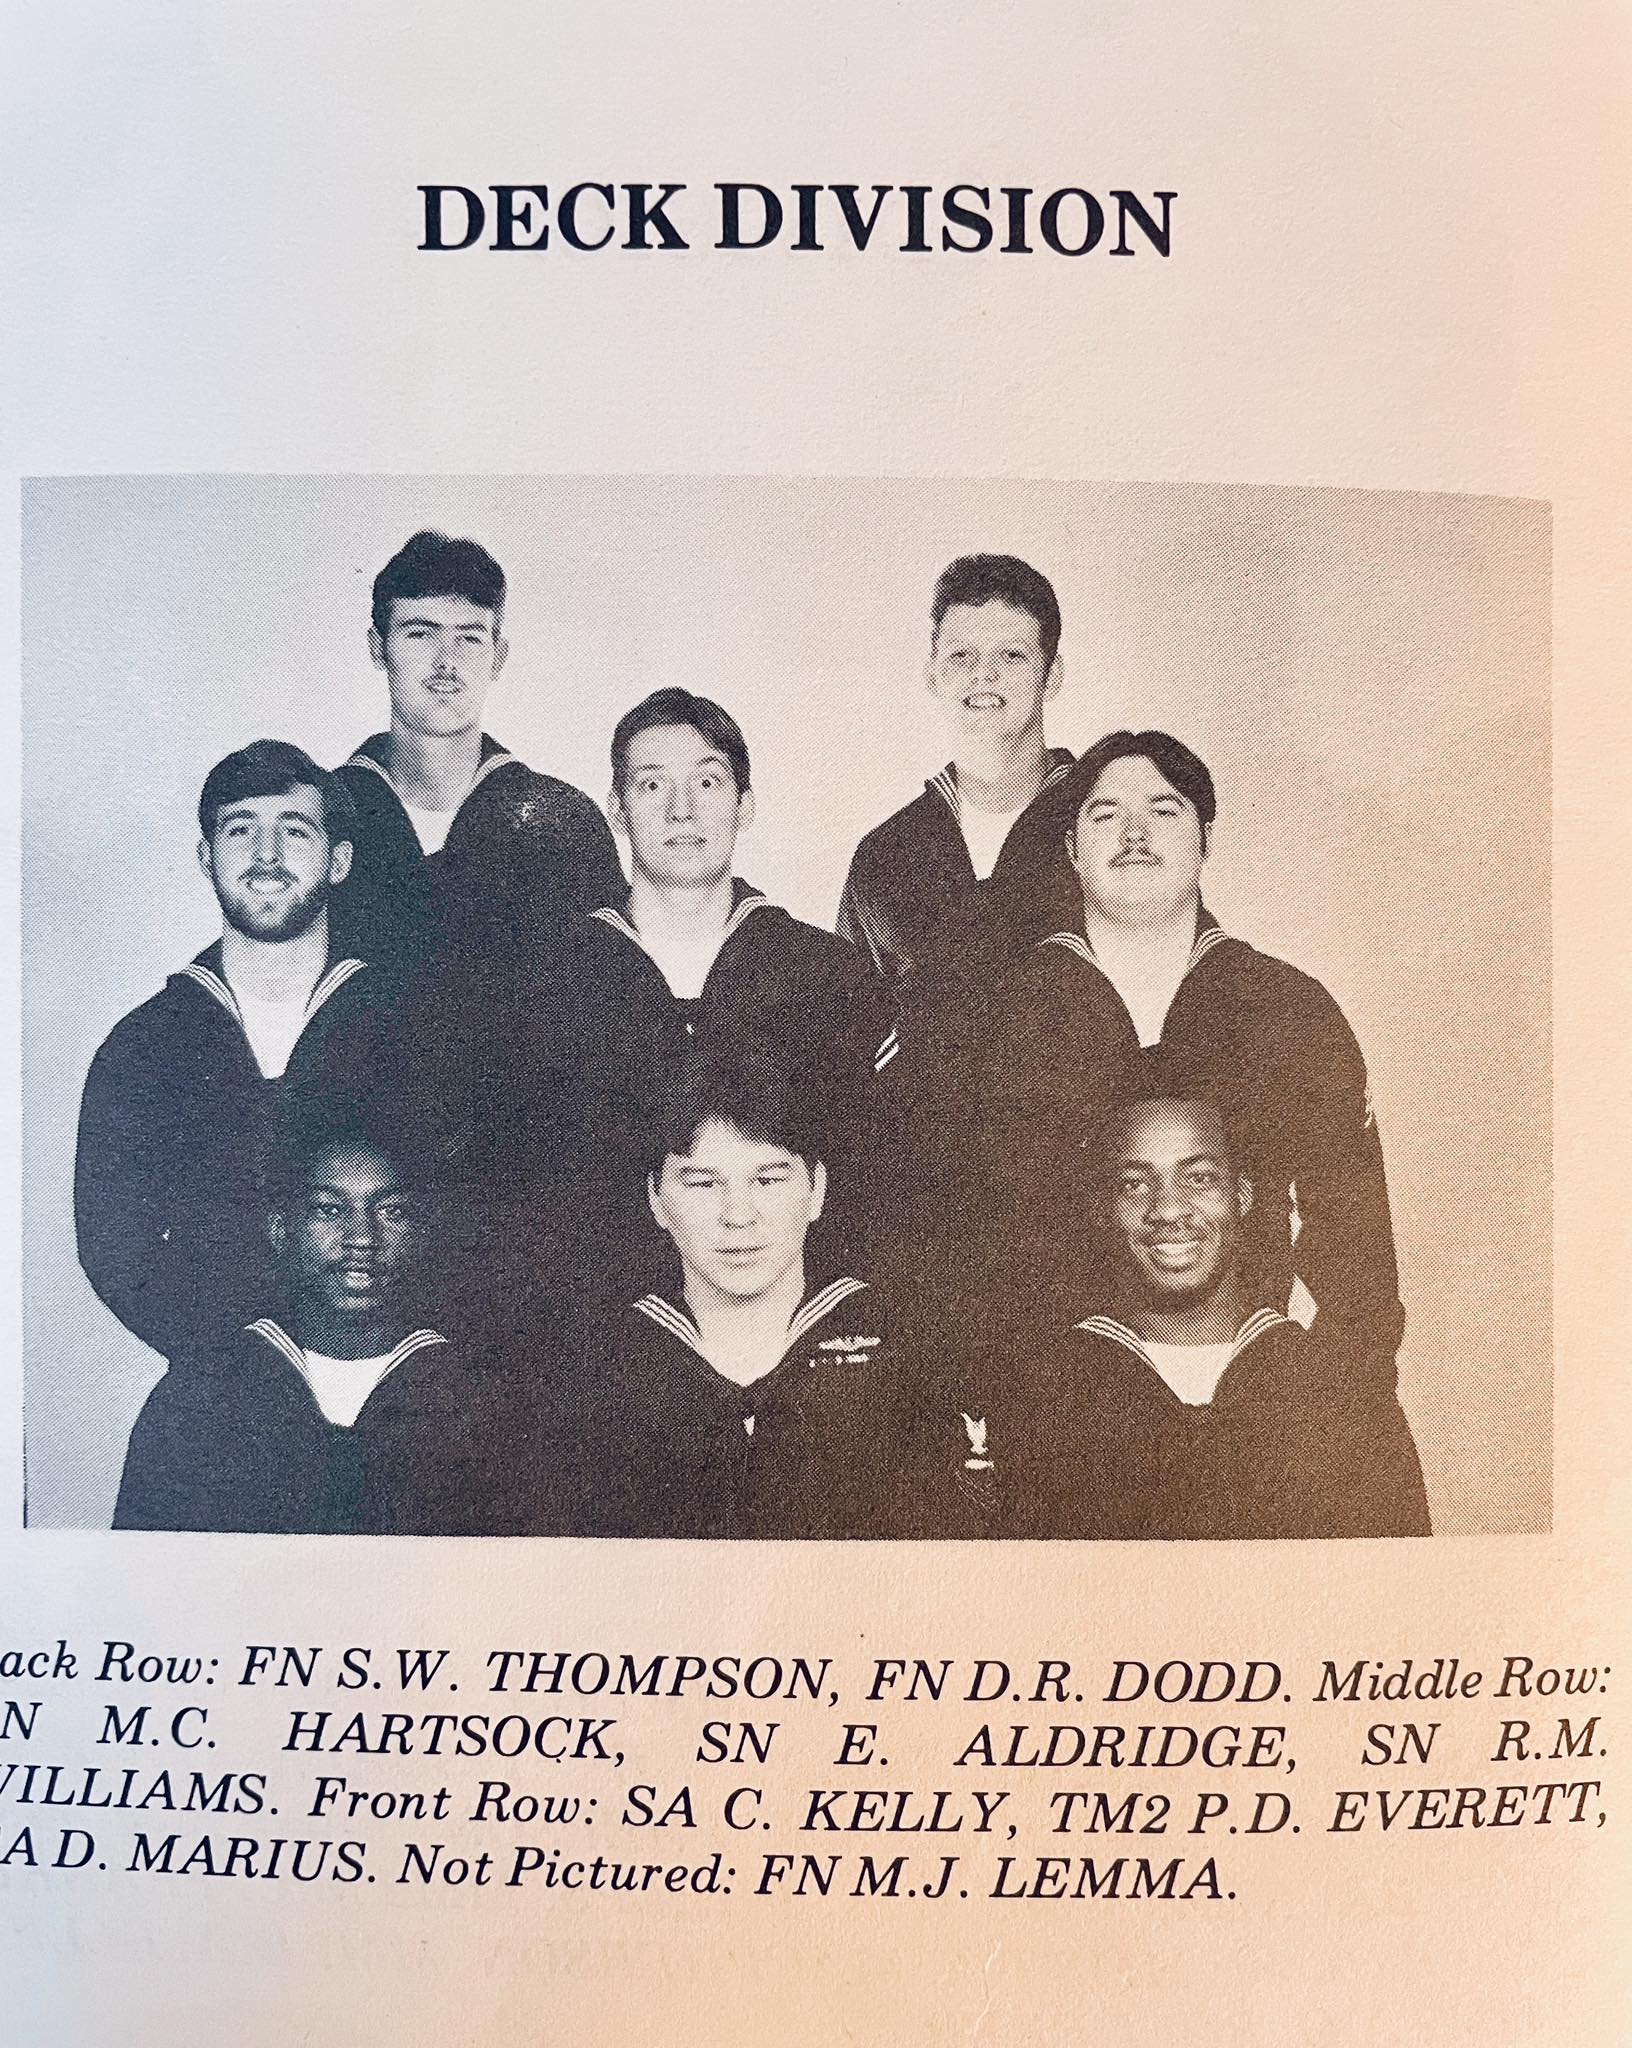 DECK DIVISION
ack Row: FN S.W. THOMPSON, FN D.R. DODD. Middle Row:
N M.C. HARTSOCK, SN E. ALDRIDGE, SN R.M.
WILLIAMS. Front Row: SA C. KELLY, TM2 P.D. EVERETT,
A D. MARIUS. Not Pictured: FN M.J. LEMMA.